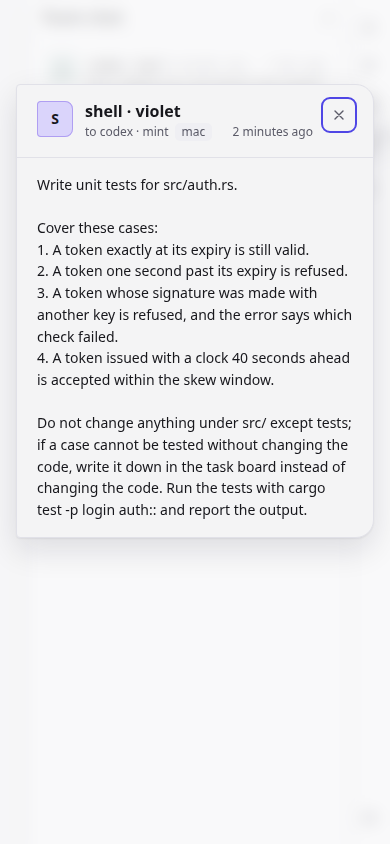 S
shell · violet
to codex · mint mac 2 minutes ago
Write unit tests for src/auth.rs.
Cover these cases:
1. A token exactly at its expiry is still valid.
2. A token one second past its expiry is refused.
3. A token whose signature was made with
another key is refused, and the error says which
check failed.
4. A token issued with a clock 40 seconds ahead
is accepted within the skew window.
Do not change anything under src/ except tests;
if a case cannot be tested without changing the
code, write it down in the task board instead of
changing the code. Run the tests with cargo
test -p login auth:: and report the output.